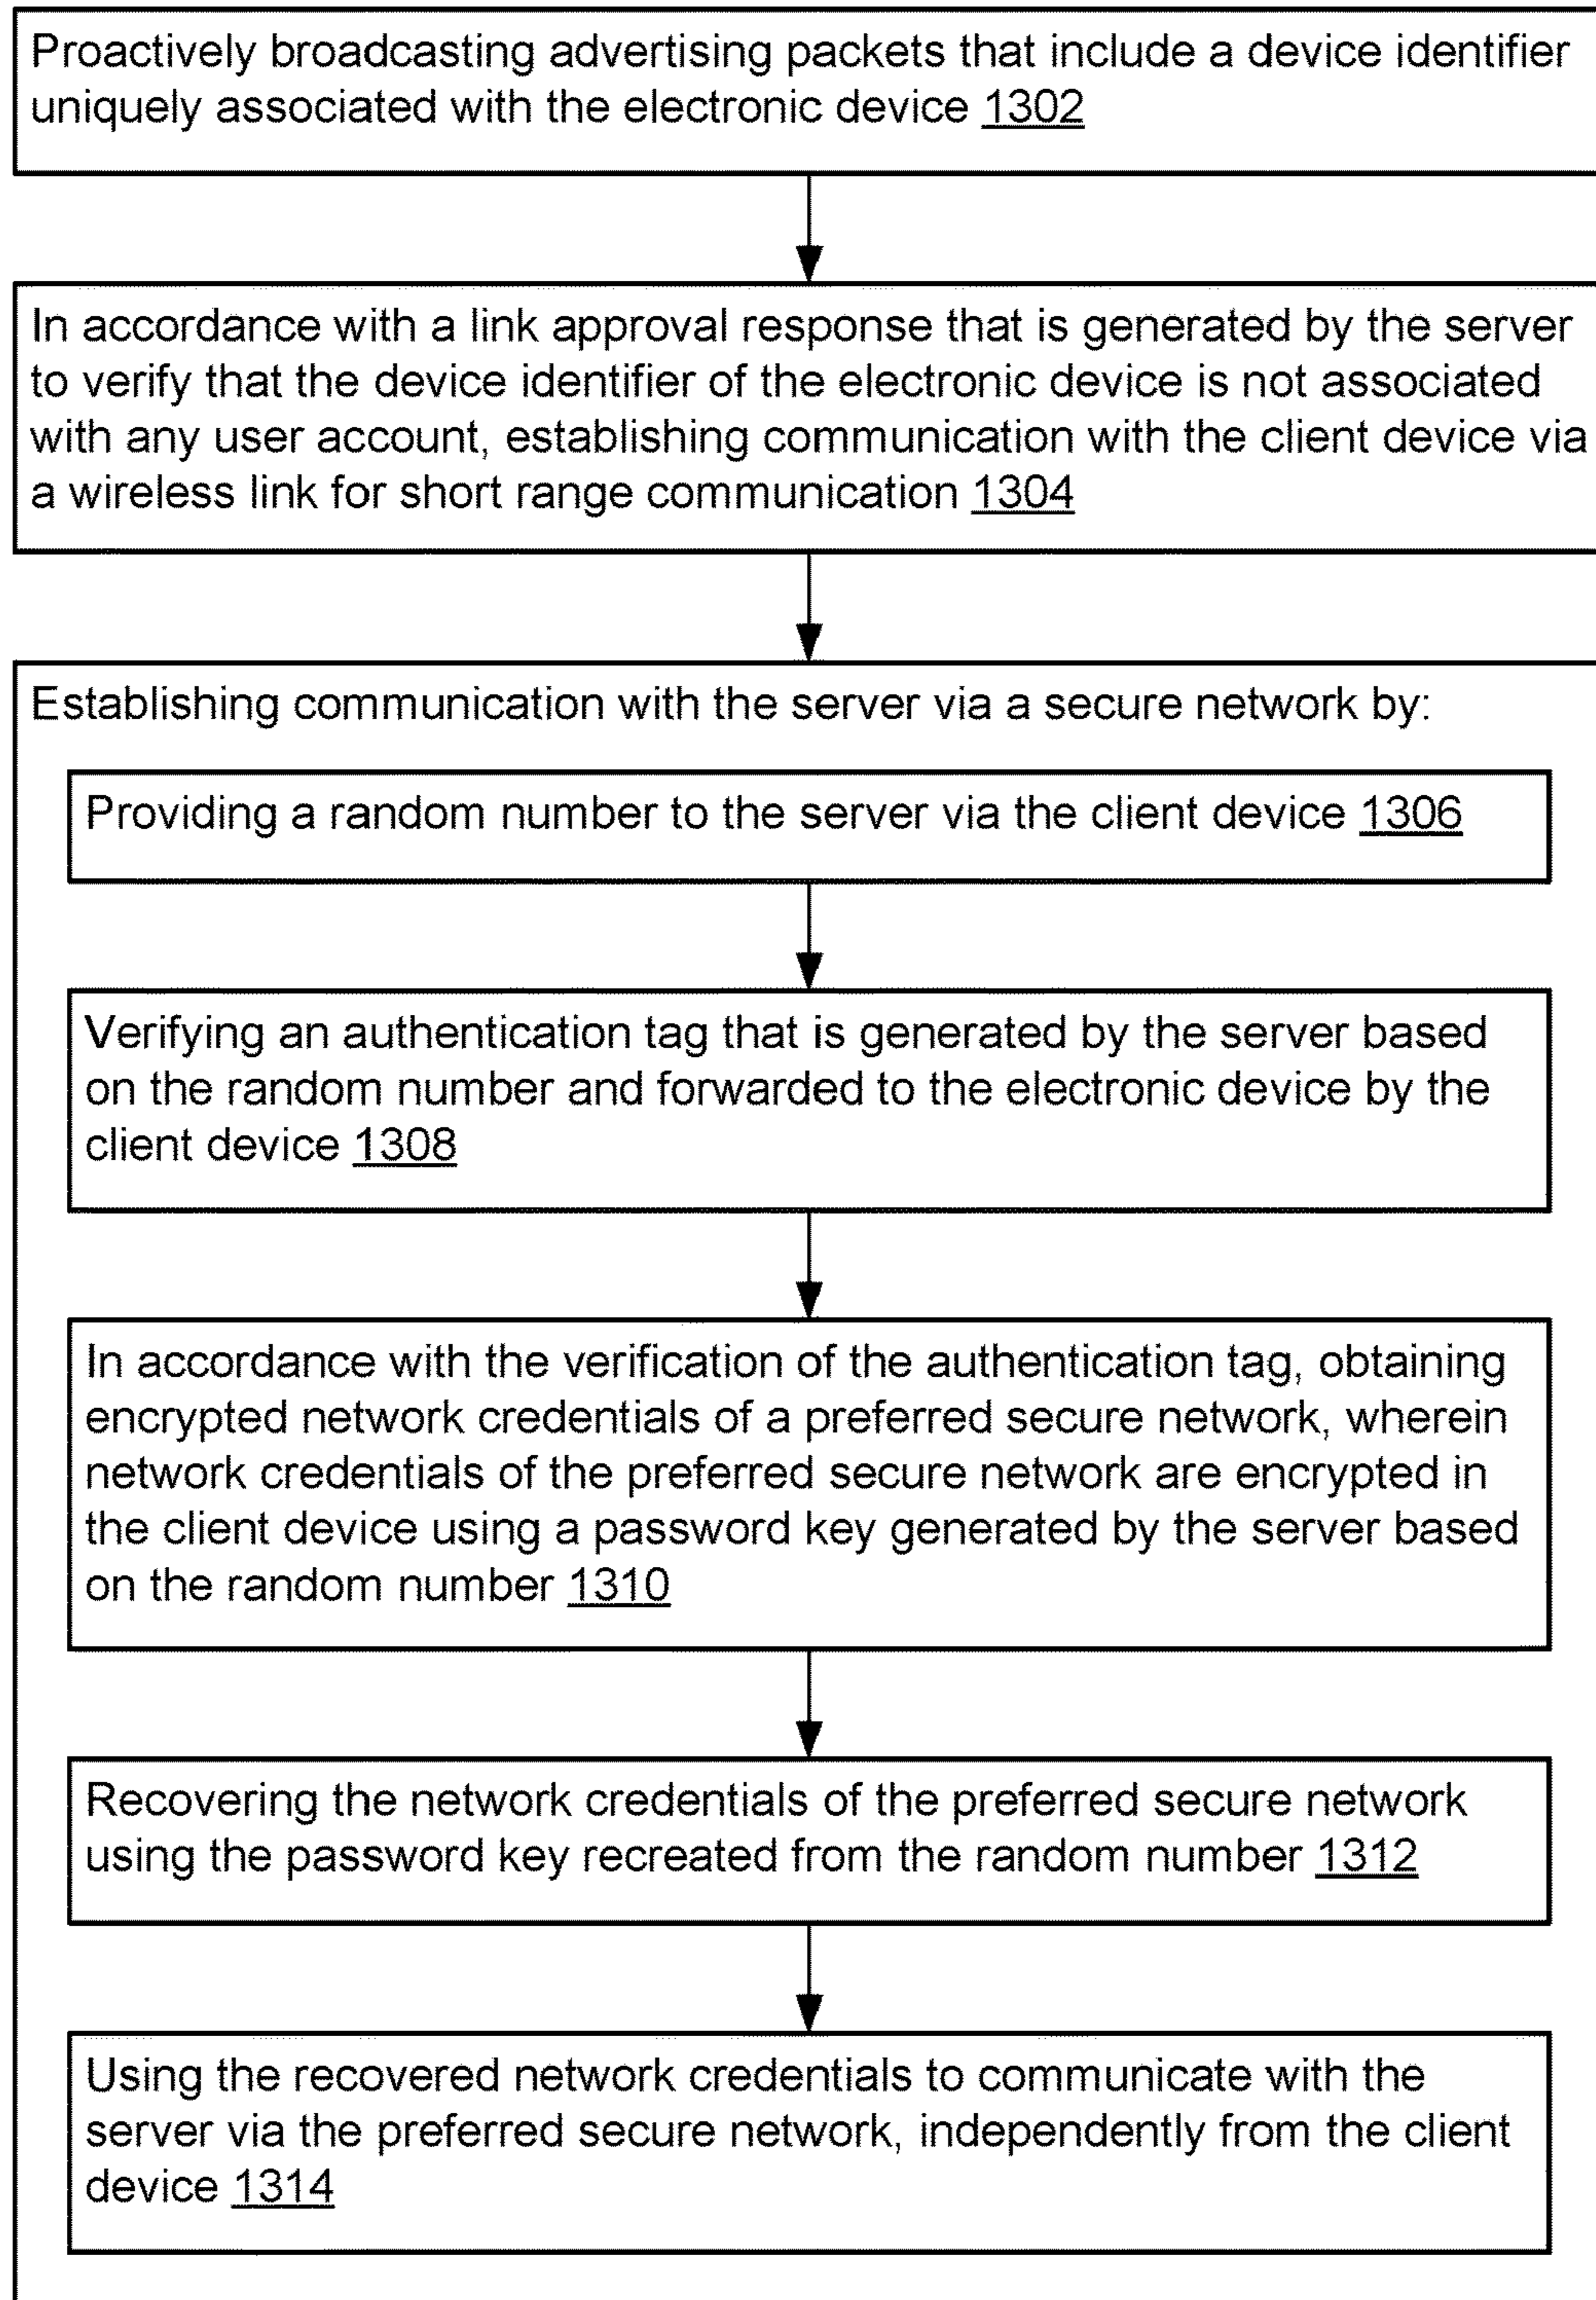 Proactively broadcasting advertising packets that include a device identifier
uniquely associated with the electronic device 1302
In accordance with a link approval response that is generated by the server
to verify that the device identifier of the electronic device is not associated
with any user account, establishing communication with the client device via
a wireless link for short range communication 1304
Establishing communication with the server via a secure network by:
Providing a random number to the server via the client device 1306
Verifying an authentication tag that is generated by the server based
on the random number and forwarded to the electronic device by the
client device 1308
In accordance with the verification of the authentication tag, obtaining
encrypted network credentials of a preferred secure network, wherein
network credentials of the preferred secure network are encrypted in
the client device using a password key generated by the server based
on the random number 1310
Recovering the network credentials of the preferred secure network
using the password key recreated from the random number 1312
Using the recovered network credentials to communicate with the
server via the preferred secure network, independently from the client
device 1314